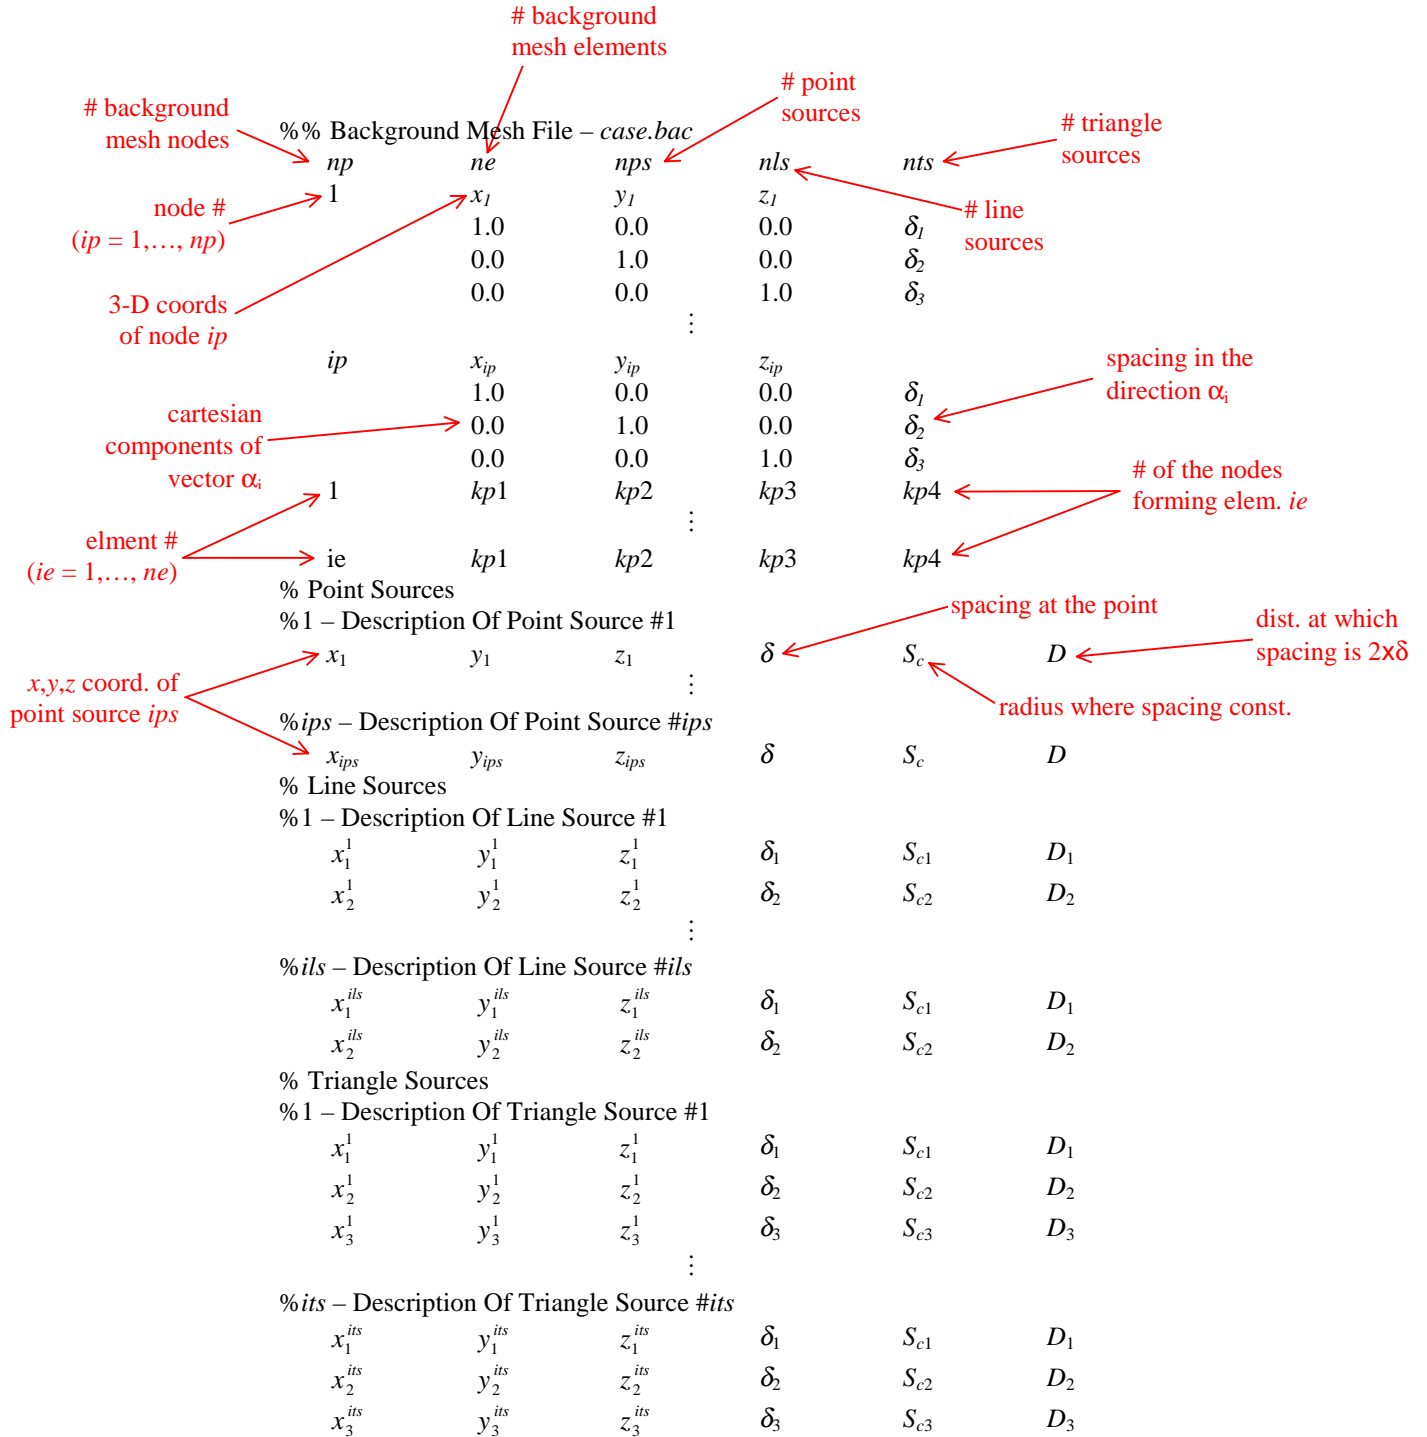 # background
mesh elements
# point
sources
# background
mesh nodes
# triangle
sources
%% Background Mesh File – case.bac
np ne nps nls nts
1 x1 y1 z1
node #
(ip = 1,…, np)
# line
sources
1.0 0.0 0.0 δ1
0.0 1.0 0.0 δ2
0.0 0.0 1.0 δ3
3-D coords
of node ip
⋮
ip xip yip zip
spacing in the
direction αi
1.0 0.0 0.0 δ1
0.0 1.0 0.0 δ2
0.0 0.0 1.0 δ3
cartesian
components of
vector αi
1 kp1 kp2 kp3 kp4
# of the nodes
forming elem. ie
⋮
elment #
(ie = 1,…, ne)
ie kp1 kp2 kp3 kp4
% Point Sources
%1 – Description Of Point Source #1
spacing at the point
dist. at which
spacing is 2xδ
x1 y1 z1 δ Sc D
x,y,z coord. of
point source ips
⋮
radius where spacing const.
%ips – Description Of Point Source #ips
xips yips zips δ Sc D
% Line Sources
%1 – Description Of Line Source #1
x₁¹ y₁¹ z₁¹ δ1 Sc1 D1
x₂¹ y₂¹ z₂¹ δ2 Sc2 D2
⋮
%ils – Description Of Line Source #ils
x1ils y1ils z1ils δ1 Sc1 D1
x2ils y2ils z2ils δ2 Sc2 D2
% Triangle Sources
%1 – Description Of Triangle Source #1
x₁¹ y₁¹ z₁¹ δ1 Sc1 D1
x₂¹ y₂¹ z₂¹ δ2 Sc2 D2
x₃¹ y₃¹ z₃¹ δ3 Sc3 D3
⋮
%its – Description Of Triangle Source #its
x1its y1its z1its δ1 Sc1 D1
x2its y2its z2its δ2 Sc2 D2
x3its y3its z3its δ3 Sc3 D3